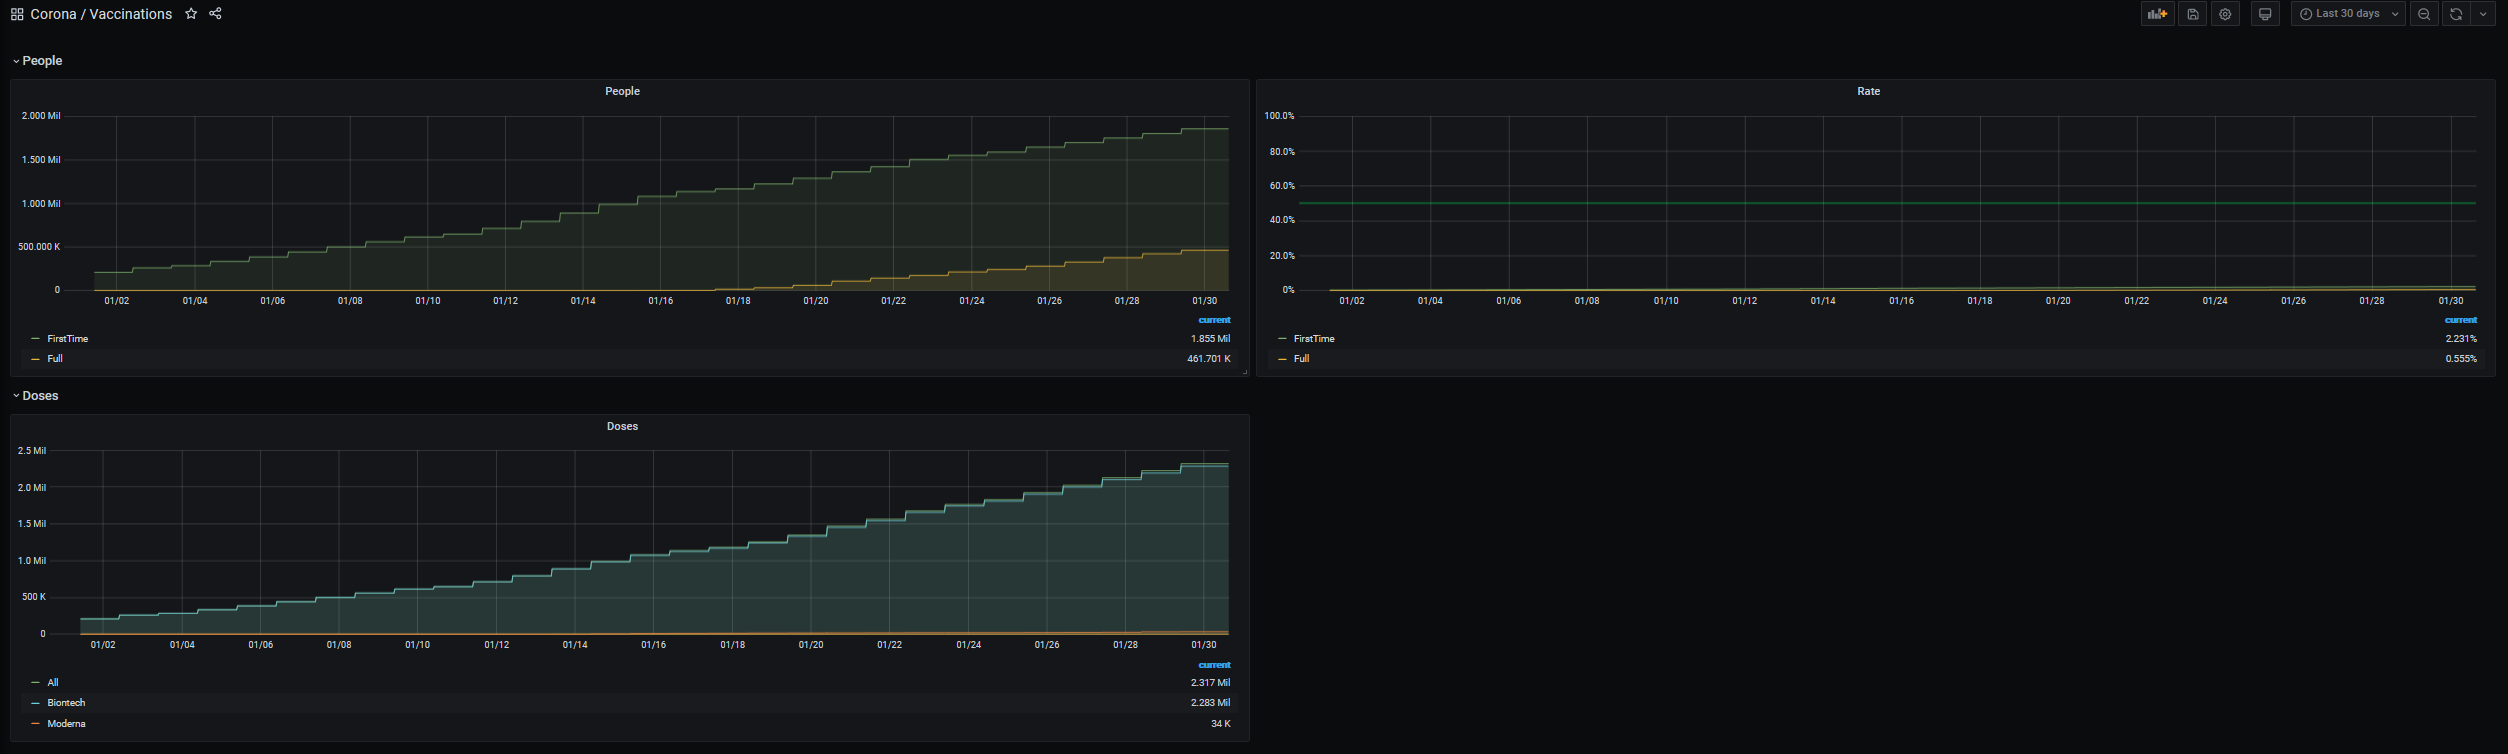 Corona / Vaccinations
Last 30 days
People
People
2.000 Mil
1.500 Mil
1.000 Mil
500.000 K
0
01/02 01/04 01/06 01/08 01/10 01/12 01/14 01/16 01/18 01/20 01/22 01/24 01/26 01/28 01/30
current
FirstTime 1.855 Mil
Full 461.701 K
Rate
100.0%
80.0%
60.0%
40.0%
20.0%
0%
01/02 01/04 01/06 01/08 01/10 01/12 01/14 01/16 01/18 01/20 01/22 01/24 01/26 01/28 01/30
current
FirstTime 2.231%
Full 0.555%
Doses
Doses
2.5 Mil
2.0 Mil
1.5 Mil
1.0 Mil
500 K
0
01/02 01/04 01/06 01/08 01/10 01/12 01/14 01/16 01/18 01/20 01/22 01/24 01/26 01/28 01/30
current
All 2.317 Mil
Biontech 2.283 Mil
Moderna 34 K